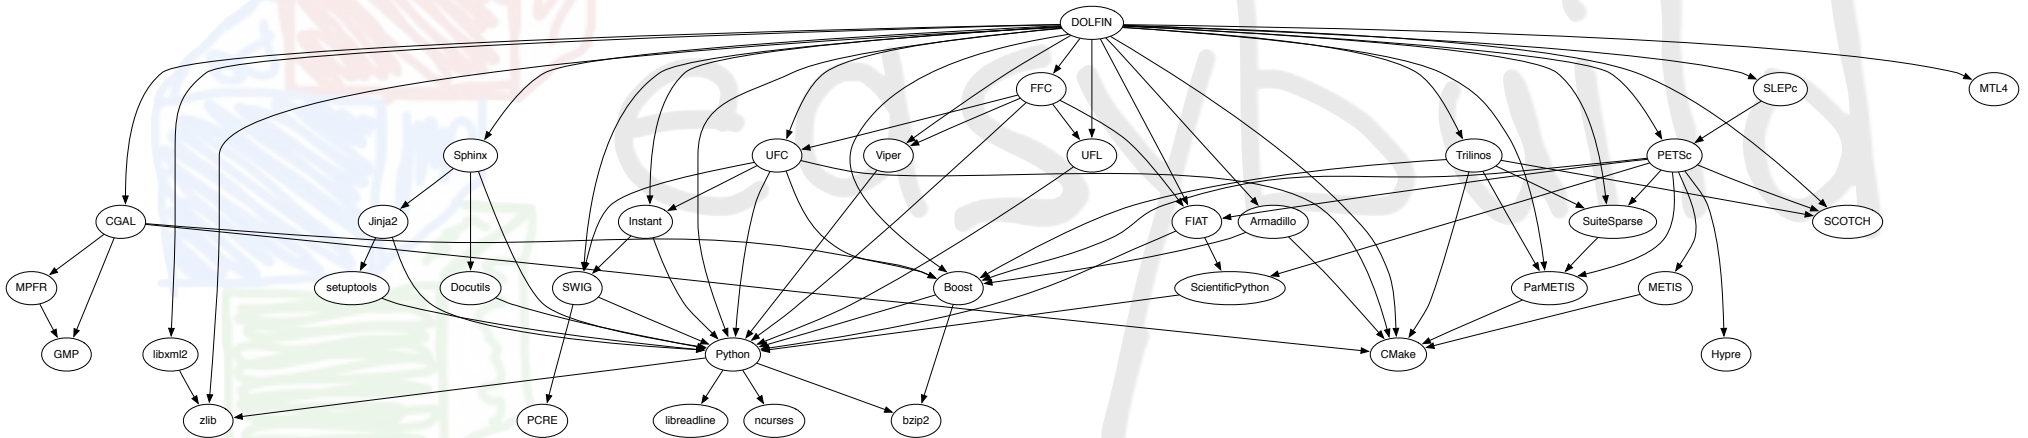 DOLFIN
FFC
SLEPc
MTL4
Sphinx
UFC
Viper
UFL
Trilinos
PETSc
CGAL
Jinja2
Instant
FIAT
Armadillo
SuiteSparse
SCOTCH
MPFR
setuptools
Docutils
SWIG
Boost
ScientificPython
ParMETIS
METIS
GMP
libxml2
Python
CMake
Hypre
zlib
PCRE
libreadline
ncurses
bzip2
easybuild